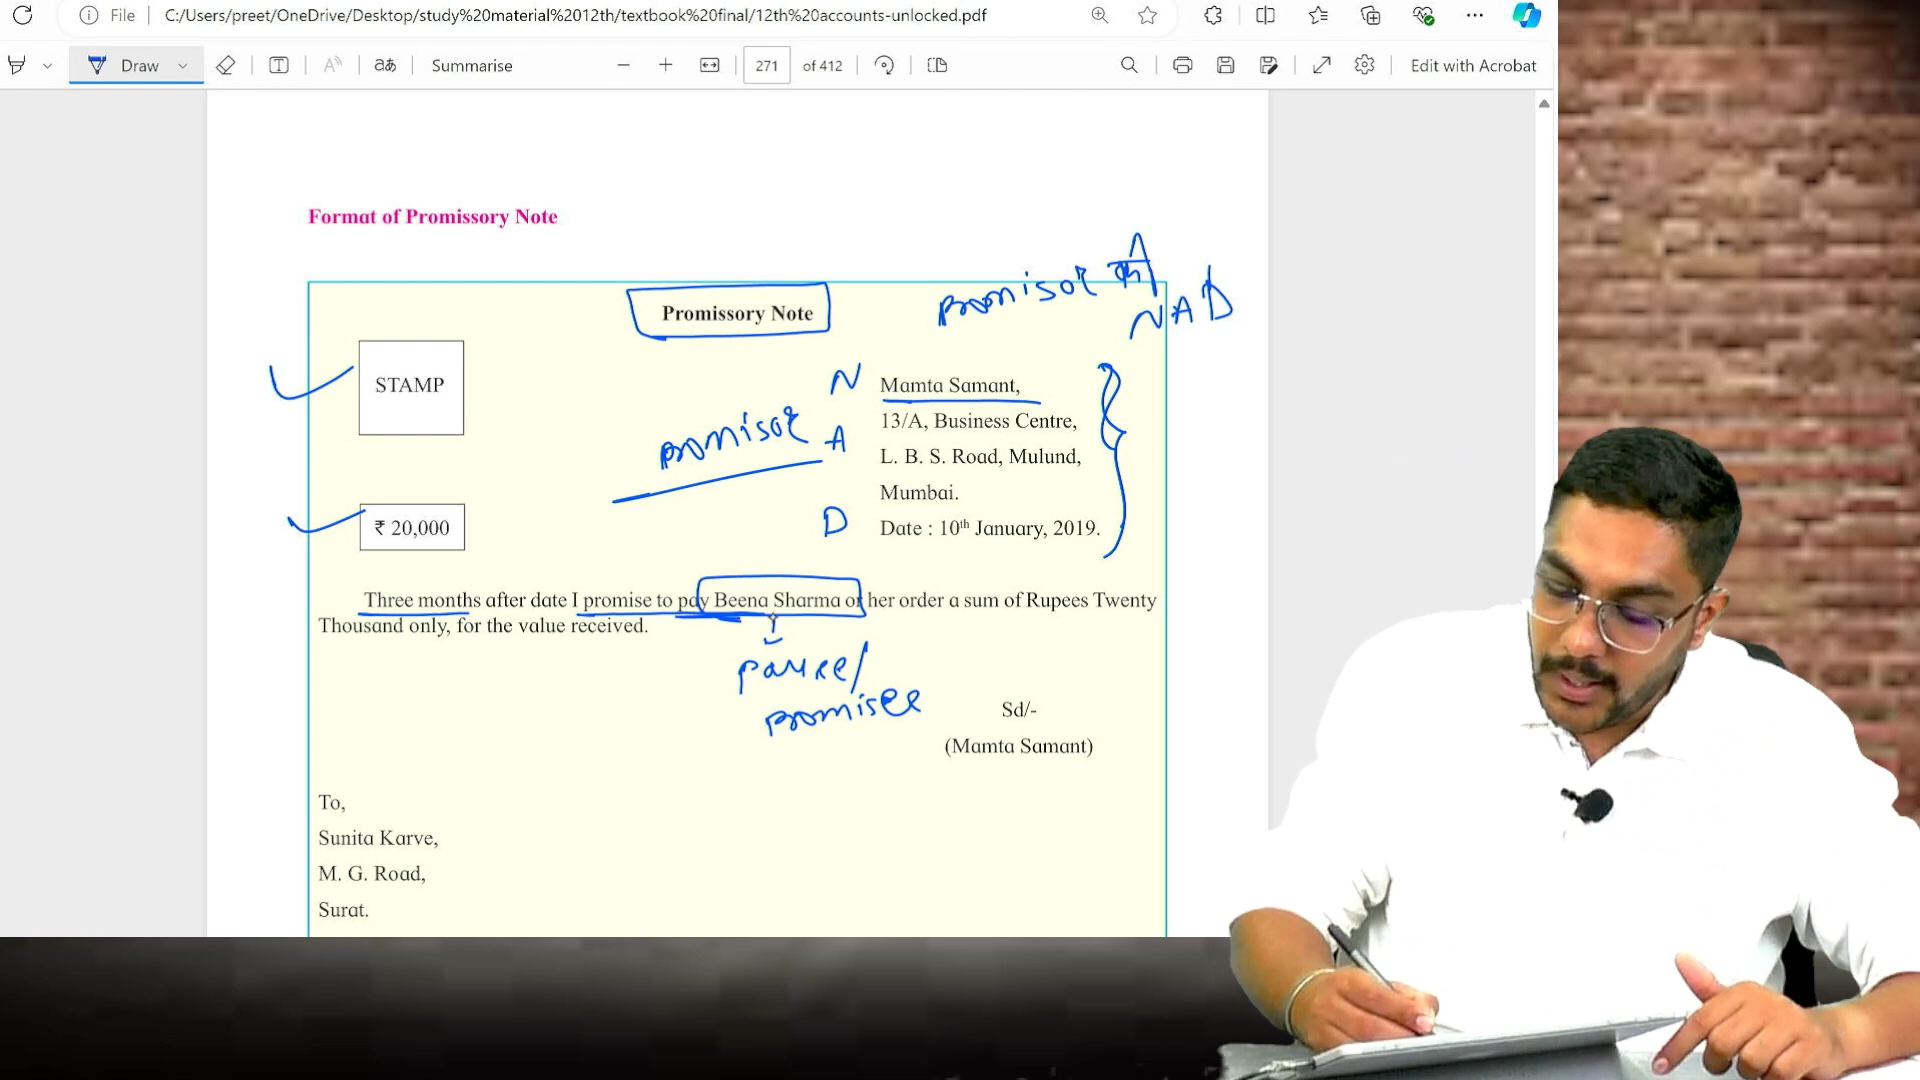 File C:/Users/preet/OneDrive/Desktop/study%20material%2012th/textbook%20final/12th%20accounts-unlocked.pdf
Draw aあ Summarise 271 of 412 Edit with Acrobat
Format of Promissory Note
promisor
NAD
Promissory Note
STAMP
N Mamta Samant,
promisor A 13/A, Business Centre,
L. B. S. Road, Mulund,
Mumbai.
₹ 20,000
D Date : 10th January, 2019.
Three months after date I promise to pay Beena Sharma or her order a sum of Rupees Twenty
Thousand only, for the value received.
payee/
promisee
Sd/-
(Mamta Samant)
To,
Sunita Karve,
M. G. Road,
Surat.